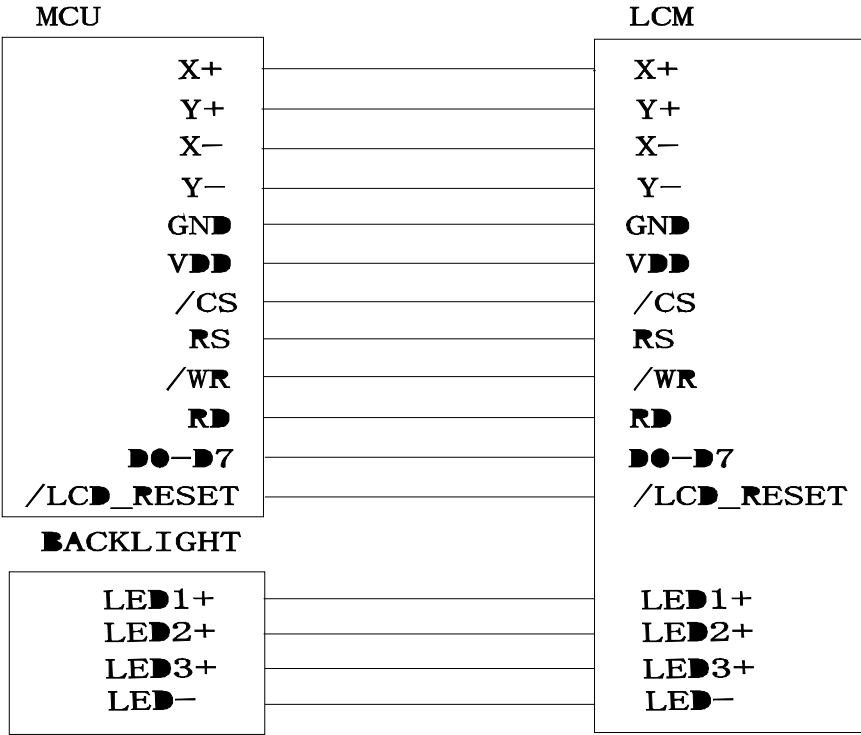 MCU LCM
X+ X+
Y+ Y+
X- X-
Y- Y-
GND GND
VDD VDD
/CS /CS
RS RS
/WR /WR
RD RD
D0-D7 D0-D7
/LCD_RESET /LCD_RESET
BACKLIGHT
LED1+ LED1+
LED2+ LED2+
LED3+ LED3+
LED- LED-